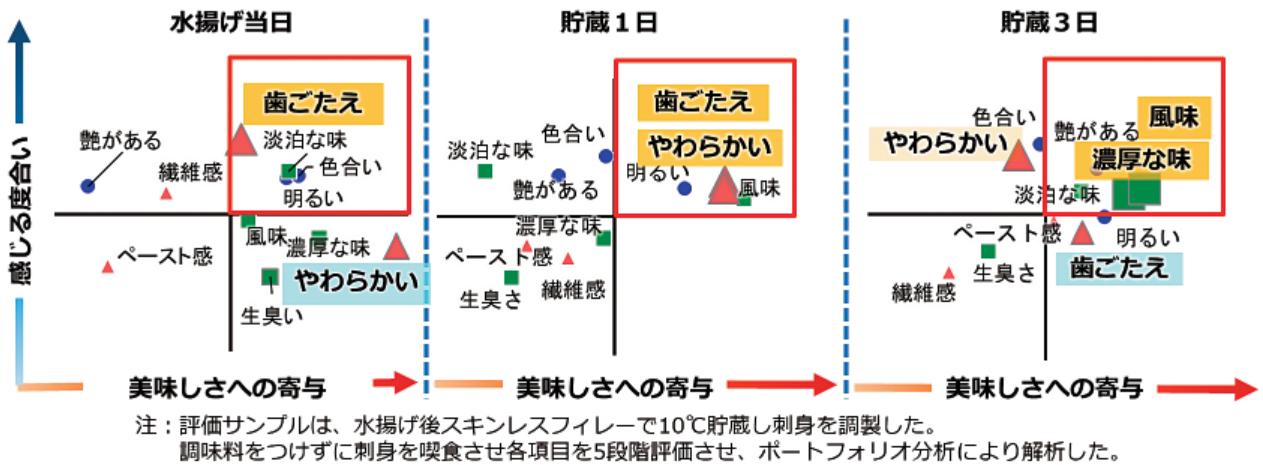 水揚げ当日
貯蔵１日
貯蔵３日
感じる度合い
歯ごたえ
艶がある
淡泊な味
繊維感
色合い
明るい
風味
濃厚な味
ペースト感
やわらかい
生臭い
歯ごたえ
色合い
やわらかい
淡泊な味
艶がある
明るい
風味
濃厚な味
ペースト感
生臭さ
繊維感
風味
色合い
艶がある
やわらかい
濃厚な味
淡泊な味
ペースト感
明るい
生臭さ
歯ごたえ
繊維感
美味しさへの寄与
美味しさへの寄与
美味しさへの寄与
注：評価サンプルは、水揚げ後スキンレスフィレーで10℃貯蔵し刺身を調製した。
調味料をつけずに刺身を喫食させ各項目を5段階評価させ、ポートフォリオ分析により解析した。